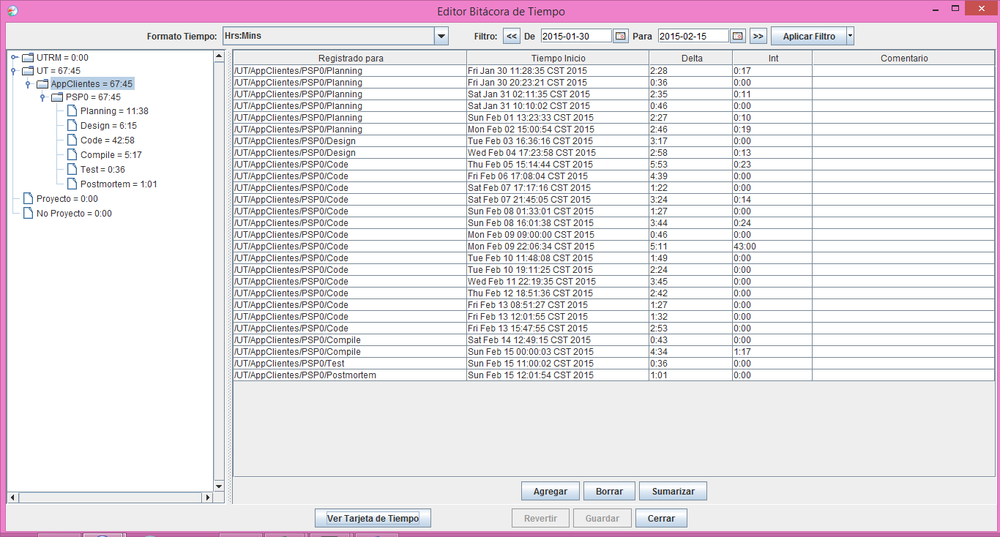 Editor Bitácora de Tiempo
Formato Tiempo: Hrs:Mins Filtro: << De 2015-01-30 Para 2015-02-15 >> Aplicar Filtro
UTRM = 0:00
UT = 67:45
AppClientes = 67:45
PSP0 = 67:45
Planning = 11:38
Design = 6:15
Code = 42:58
Compile = 5:17
Test = 0:36
Postmortem = 1:01
Proyecto = 0:00
No Proyecto = 0:00
Registrado para Tiempo Inicio Delta Int Comentario
/UT/AppClientes/PSP0/Planning Fri Jan 30 11:28:35 CST 2015 2:28 0:17
/UT/AppClientes/PSP0/Planning Fri Jan 30 20:23:21 CST 2015 0:36 0:00
/UT/AppClientes/PSP0/Planning Sat Jan 31 02:11:35 CST 2015 2:35 0:11
/UT/AppClientes/PSP0/Planning Sat Jan 31 10:10:02 CST 2015 0:46 0:00
/UT/AppClientes/PSP0/Planning Sun Feb 01 13:23:33 CST 2015 2:27 0:10
/UT/AppClientes/PSP0/Planning Mon Feb 02 15:00:54 CST 2015 2:46 0:19
/UT/AppClientes/PSP0/Design Tue Feb 03 16:36:16 CST 2015 3:17 0:00
/UT/AppClientes/PSP0/Design Wed Feb 04 17:23:58 CST 2015 2:58 0:13
/UT/AppClientes/PSP0/Code Thu Feb 05 15:14:44 CST 2015 5:53 0:23
/UT/AppClientes/PSP0/Code Fri Feb 06 17:08:04 CST 2015 4:39 0:00
/UT/AppClientes/PSP0/Code Sat Feb 07 17:17:16 CST 2015 1:22 0:00
/UT/AppClientes/PSP0/Code Sat Feb 07 21:45:05 CST 2015 3:24 0:14
/UT/AppClientes/PSP0/Code Sun Feb 08 01:33:01 CST 2015 1:27 0:00
/UT/AppClientes/PSP0/Code Sun Feb 08 16:01:38 CST 2015 3:44 0:24
/UT/AppClientes/PSP0/Code Mon Feb 09 09:00:00 CST 2015 0:46 0:00
/UT/AppClientes/PSP0/Code Mon Feb 09 22:06:34 CST 2015 5:11 43:00
/UT/AppClientes/PSP0/Code Tue Feb 10 11:48:08 CST 2015 1:49 0:00
/UT/AppClientes/PSP0/Code Tue Feb 10 19:11:25 CST 2015 2:24 0:00
/UT/AppClientes/PSP0/Code Wed Feb 11 22:19:35 CST 2015 3:45 0:00
/UT/AppClientes/PSP0/Code Thu Feb 12 18:51:36 CST 2015 2:42 0:00
/UT/AppClientes/PSP0/Code Fri Feb 13 08:51:27 CST 2015 1:27 0:00
/UT/AppClientes/PSP0/Code Fri Feb 13 12:01:55 CST 2015 1:32 0:00
/UT/AppClientes/PSP0/Code Fri Feb 13 15:47:55 CST 2015 2:53 0:00
/UT/AppClientes/PSP0/Compile Sat Feb 14 12:49:15 CST 2015 0:43 0:00
/UT/AppClientes/PSP0/Compile Sun Feb 15 00:00:03 CST 2015 4:34 1:17
/UT/AppClientes/PSP0/Test Sun Feb 15 11:00:02 CST 2015 0:36 0:00
/UT/AppClientes/PSP0/Postmortem Sun Feb 15 12:01:54 CST 2015 1:01 0:00
Agregar Borrar Sumarizar
Ver Tarjeta de Tiempo Revertir Guardar Cerrar